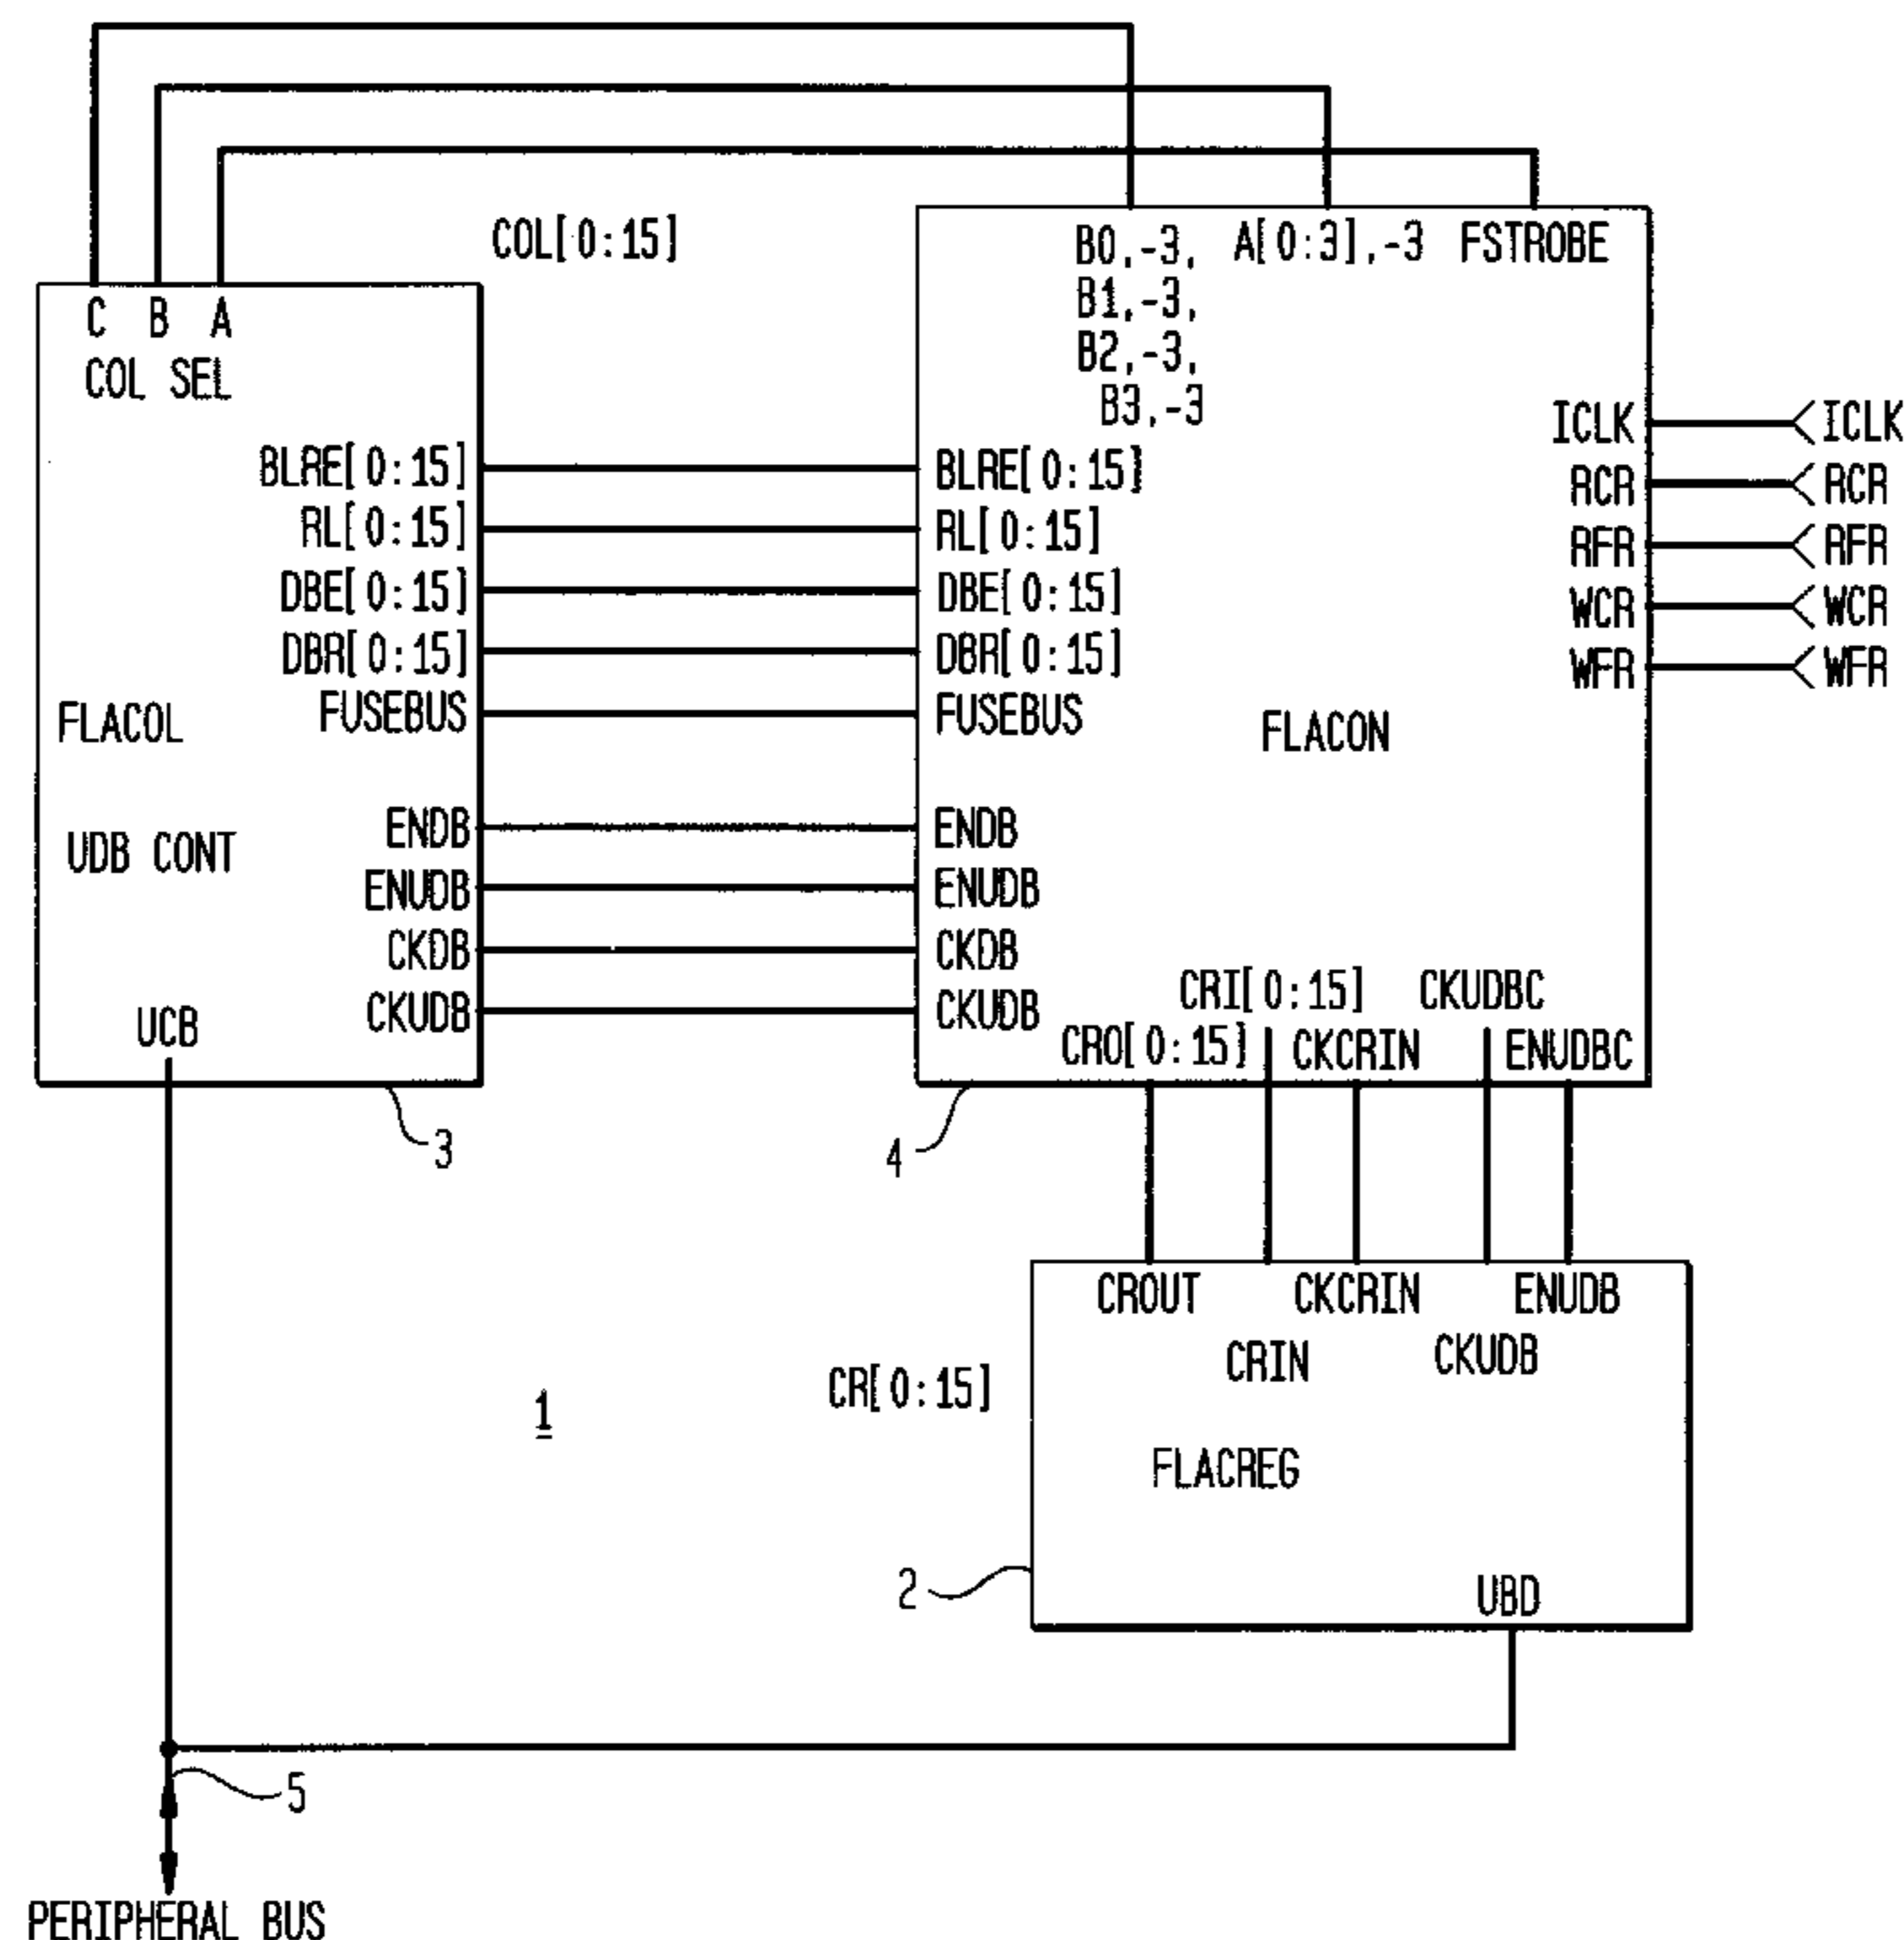 COL[0:15]
C B A
COL SEL
BLRE[0:15]
RL[0:15]
DBE[0:15]
DBR[0:15]
FUSEBUS
FLACOL
UDB CONT
ENDB
ENUDB
CKDB
CKUDB
UCB
3
B0,-3,
B1,-3,
B2,-3,
B3,-3
A[0:3],-3
FSTROBE
ICLK
RCR
RFR
WCR
WFR
ICLK
RCR
RFR
WCR
WFR
BLRE[0:15]
RL[0:15]
DBE[0:15]
DBR[0:15]
FUSEBUS
FLACON
ENDB
ENUDB
CKDB
CKUDB
CRI[0:15]
CKUDBC
CRO[0:15]
CKCRIN
ENUDBC
4
CROUT
CKCRIN
ENUDB
CRIN
CKUDB
CR[0:15]
1
FLACREG
2
UBD
5
PERIPHERAL BUS